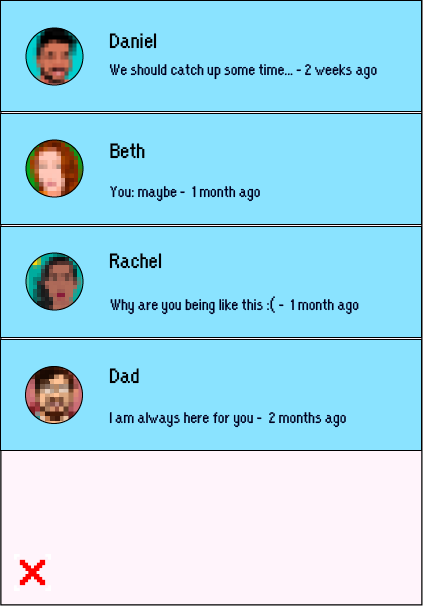 Daniel
We should catch up some time... - 2 weeks ago
Beth
You: maybe - 1 month ago
Rachel
Why are you being like this :( - 1 month ago
Dad
I am always here for you - 2 months ago